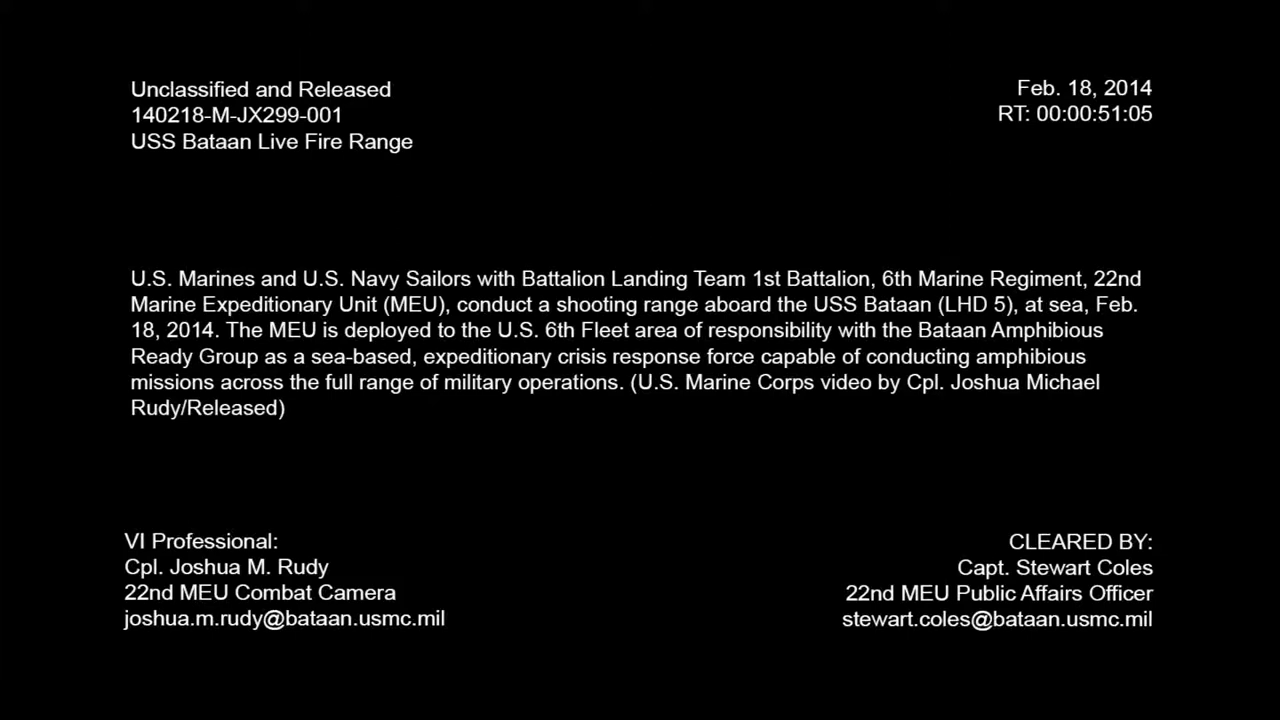 Unclassified and Released
140218-M-JX299-001
USS Bataan Live Fire Range
Feb. 18, 2014
RT: 00:00:51:05
U.S. Marines and U.S. Navy Sailors with Battalion Landing Team 1st Battalion, 6th Marine Regiment, 22nd
Marine Expeditionary Unit (MEU), conduct a shooting range aboard the USS Bataan (LHD 5), at sea, Feb.
18, 2014. The MEU is deployed to the U.S. 6th Fleet area of responsibility with the Bataan Amphibious
Ready Group as a sea-based, expeditionary crisis response force capable of conducting amphibious
missions across the full range of military operations. (U.S. Marine Corps video by Cpl. Joshua Michael
Rudy/Released)
VI Professional:
Cpl. Joshua M. Rudy
22nd MEU Combat Camera
joshua.m.rudy@bataan.usmc.mil
CLEARED BY:
Capt. Stewart Coles
22nd MEU Public Affairs Officer
stewart.coles@bataan.usmc.mil